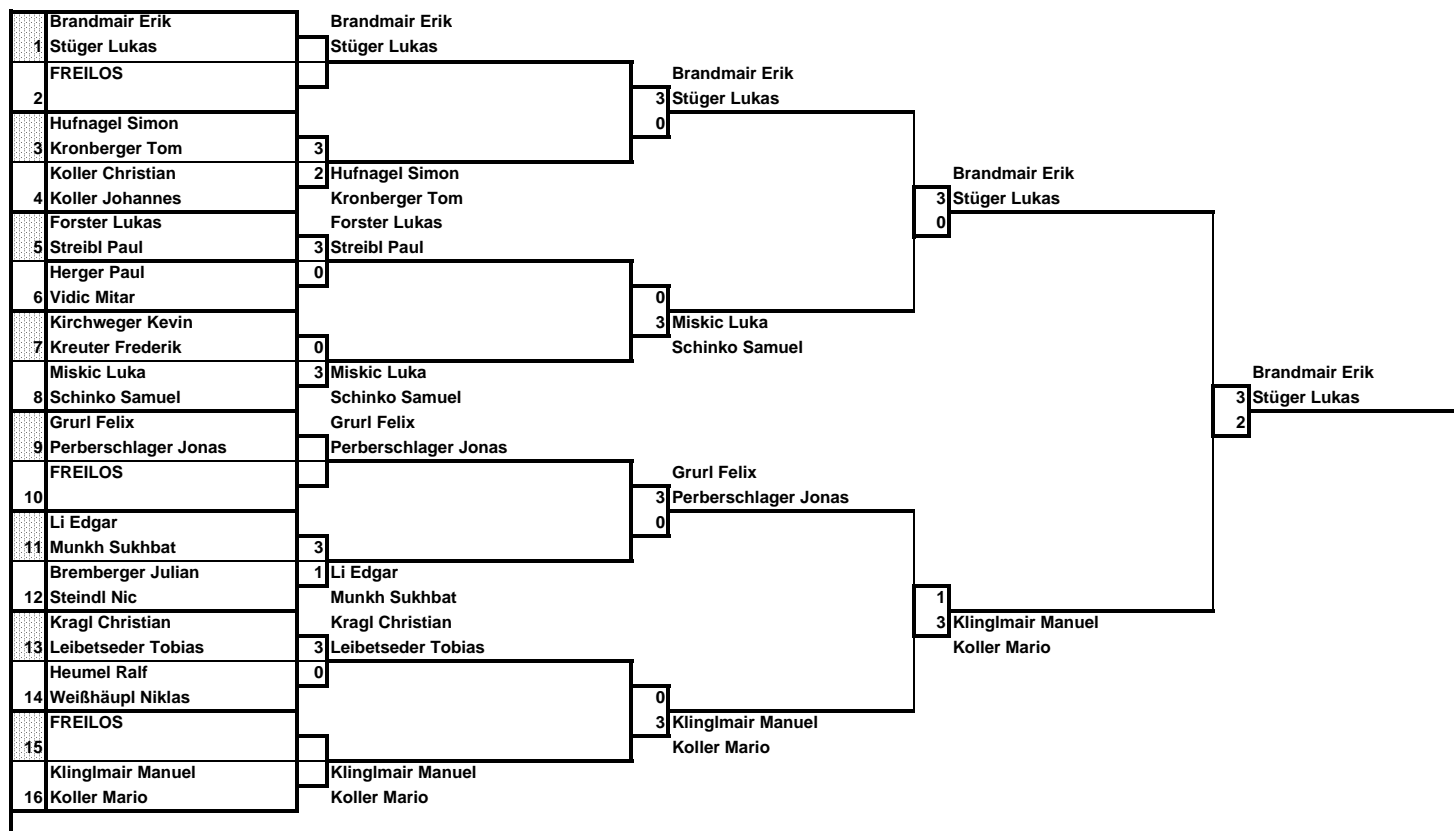 Brandmair Erik Brandmair Erik
1 Stüger Lukas Stüger Lukas
FREILOS Brandmair Erik
2 3 Stüger Lukas
Hufnagel Simon 0
3 Kronberger Tom 3
Koller Christian 2 Hufnagel Simon Brandmair Erik
4 Koller Johannes Kronberger Tom 3 Stüger Lukas
Forster Lukas Forster Lukas 0
5 Streibl Paul 3 Streibl Paul
Herger Paul 0
6 Vidic Mitar 0
Kirchweger Kevin 3 Miskic Luka
7 Kreuter Frederik 0 Schinko Samuel
Miskic Luka 3 Miskic Luka Brandmair Erik
8 Schinko Samuel Schinko Samuel 3 Stüger Lukas
Grurl Felix Grurl Felix 2
9 Perberschlager Jonas Perberschlager Jonas
FREILOS Grurl Felix
10 3 Perberschlager Jonas
Li Edgar 0
11 Munkh Sukhbat 3
Bremberger Julian 1 Li Edgar
12 Steindl Nic Munkh Sukhbat 1
Kragl Christian Kragl Christian 3 Klinglmair Manuel
13 Leibetseder Tobias 3 Leibetseder Tobias Koller Mario
Heumel Ralf 0
14 Weißhäupl Niklas 0
FREILOS 3 Klinglmair Manuel
15 Koller Mario
Klinglmair Manuel Klinglmair Manuel
16 Koller Mario Koller Mario